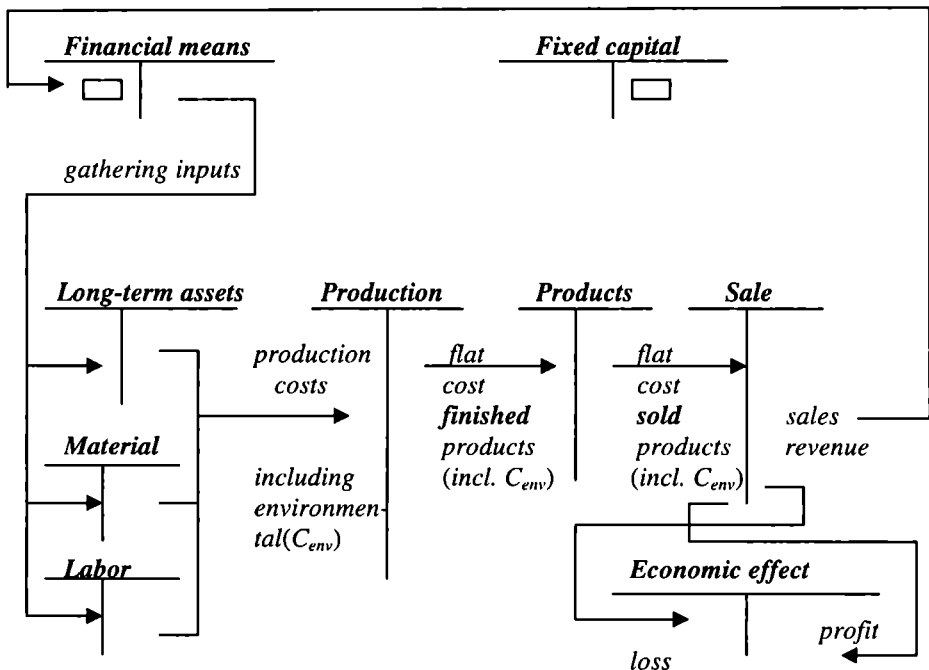 Financial means
Fixed capital
gathering inputs
Long-term assets
Production
Products
Sale
production
costs
including
environmen-
tal(Cenv)
flat
cost
finished
products
(incl. Cenv)
flat
cost
sold
products
(incl. Cenv)
sales
revenue
Material
Labor
Economic effect
loss
profit